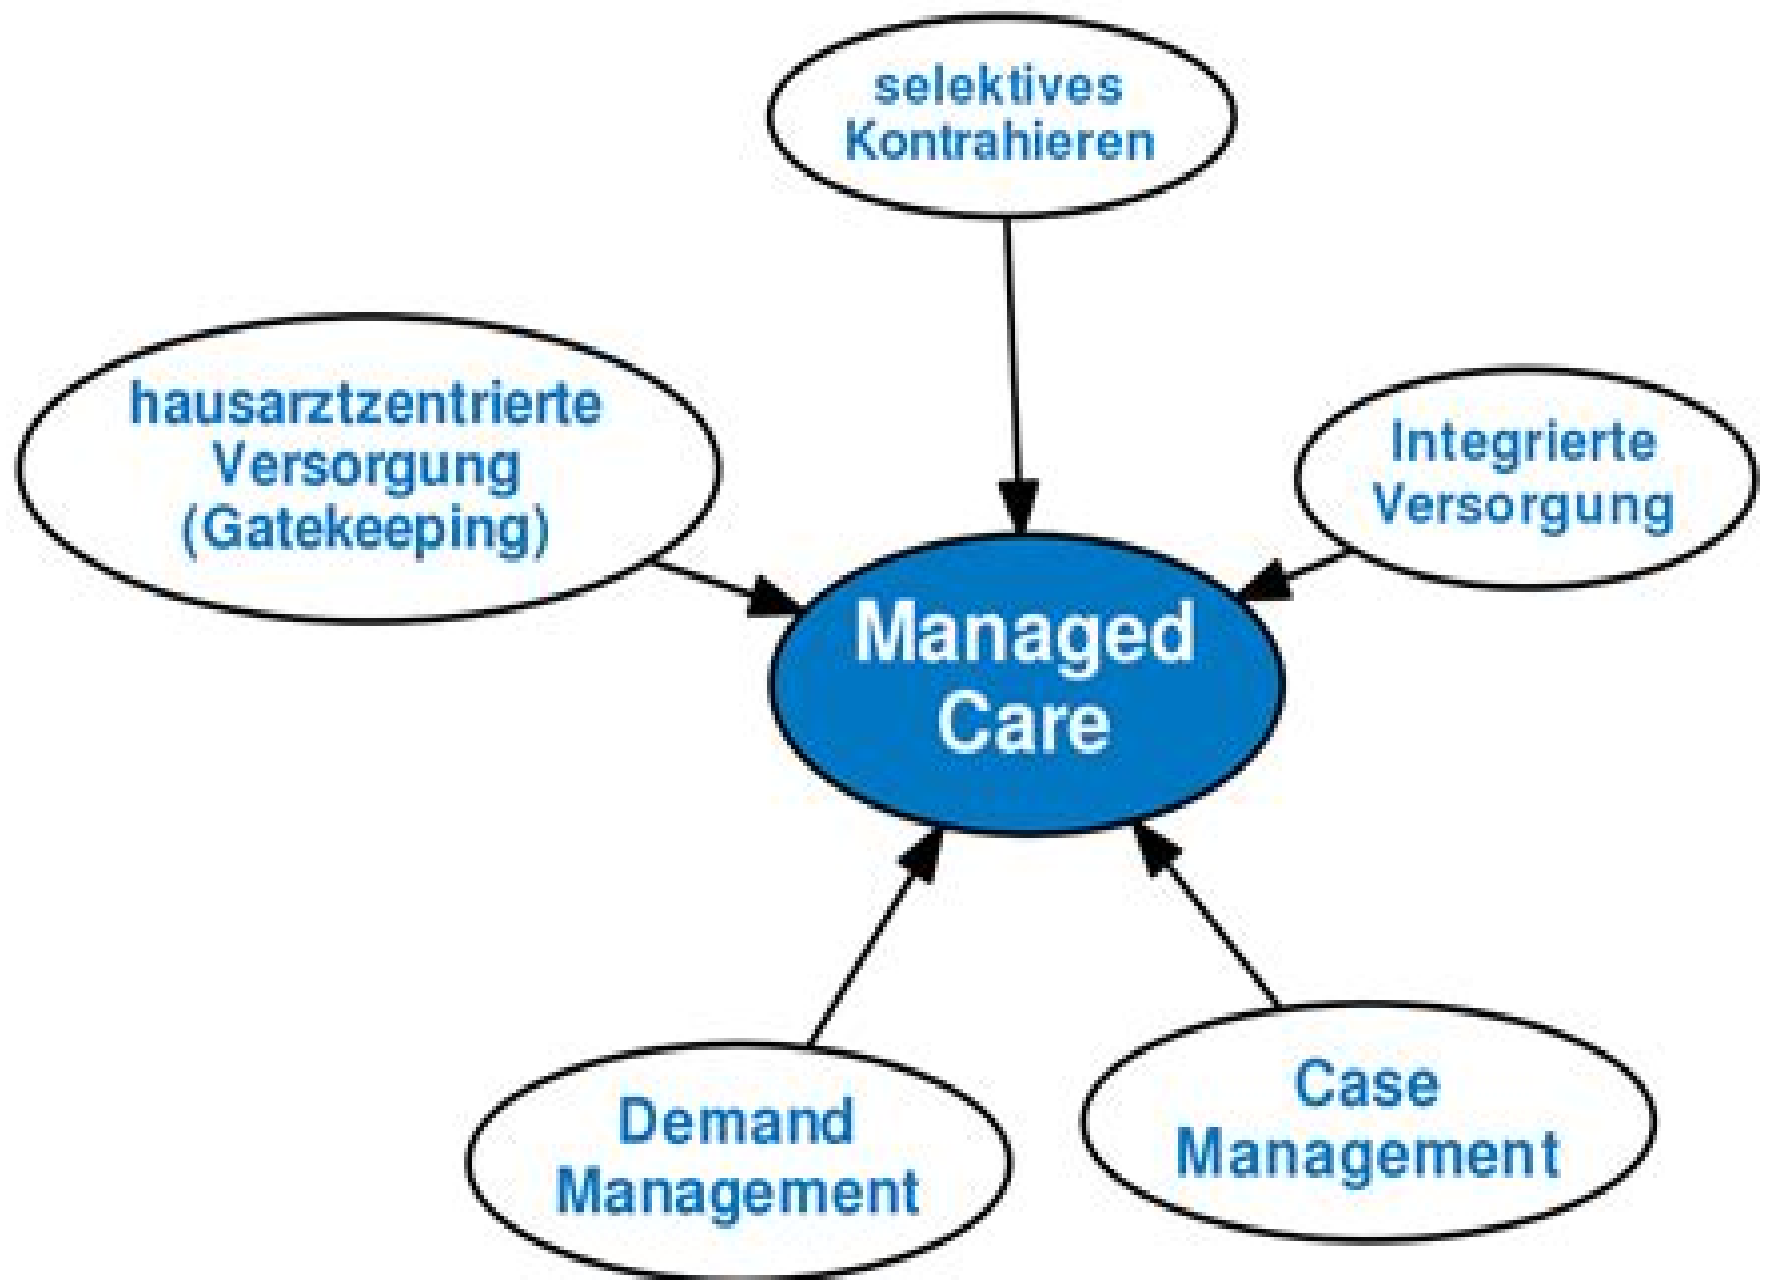 selektives
Kontrahieren
hausarztzentrierte
Versorgung
(Gatekeeping)
Integrierte
Versorgung
Managed
Care
Demand
Management
Case
Management